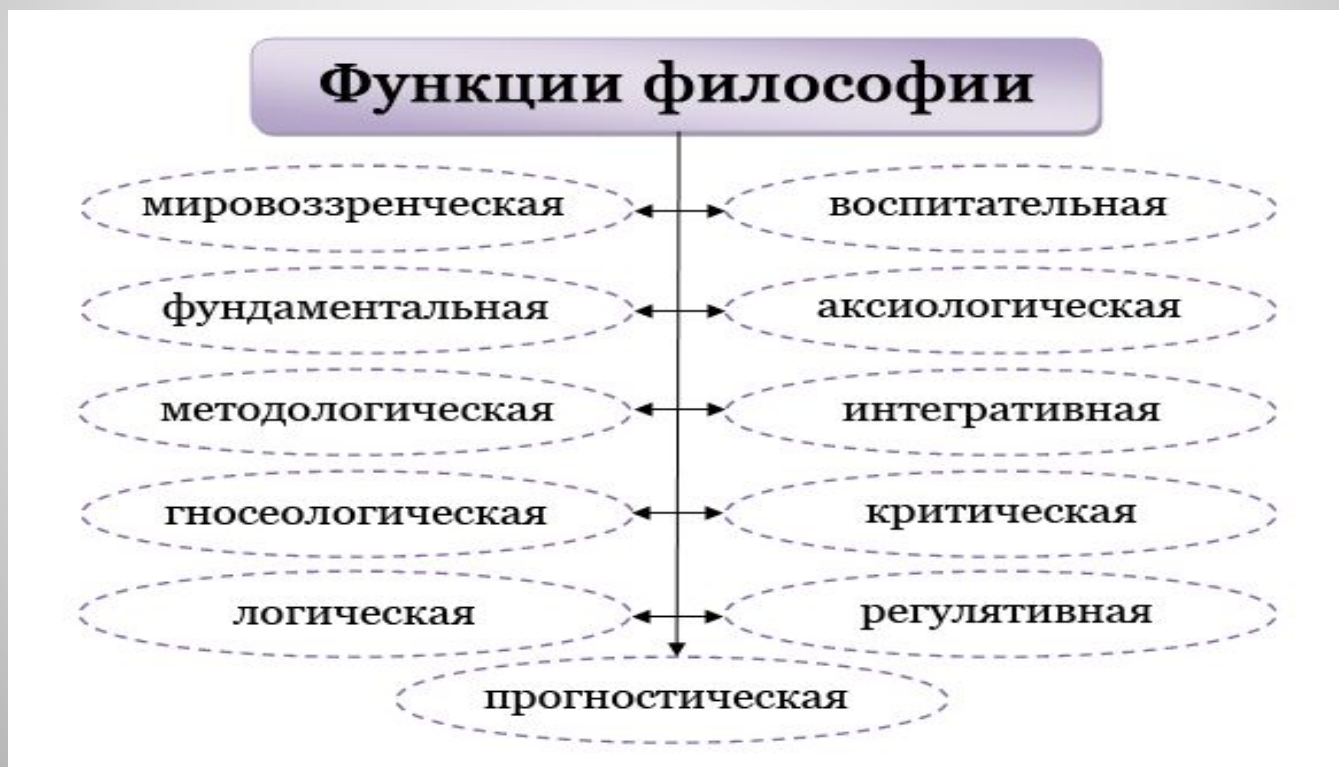 Функции философии
мировоззренческая
воспитательная
фундаментальная
аксиологическая
методологическая
интегративная
гносеологическая
критическая
логическая
регулятивная
прогностическая